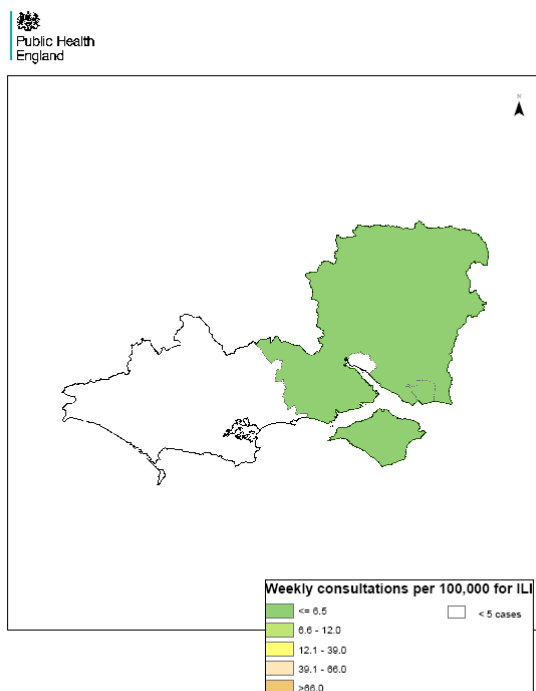 Public Health
England
N
Weekly consultations per 100,000 for ILI
<= 6.5
< 5 cases
6.6 - 12.0
12.1 - 39.0
39.1 - 66.0
>66.0